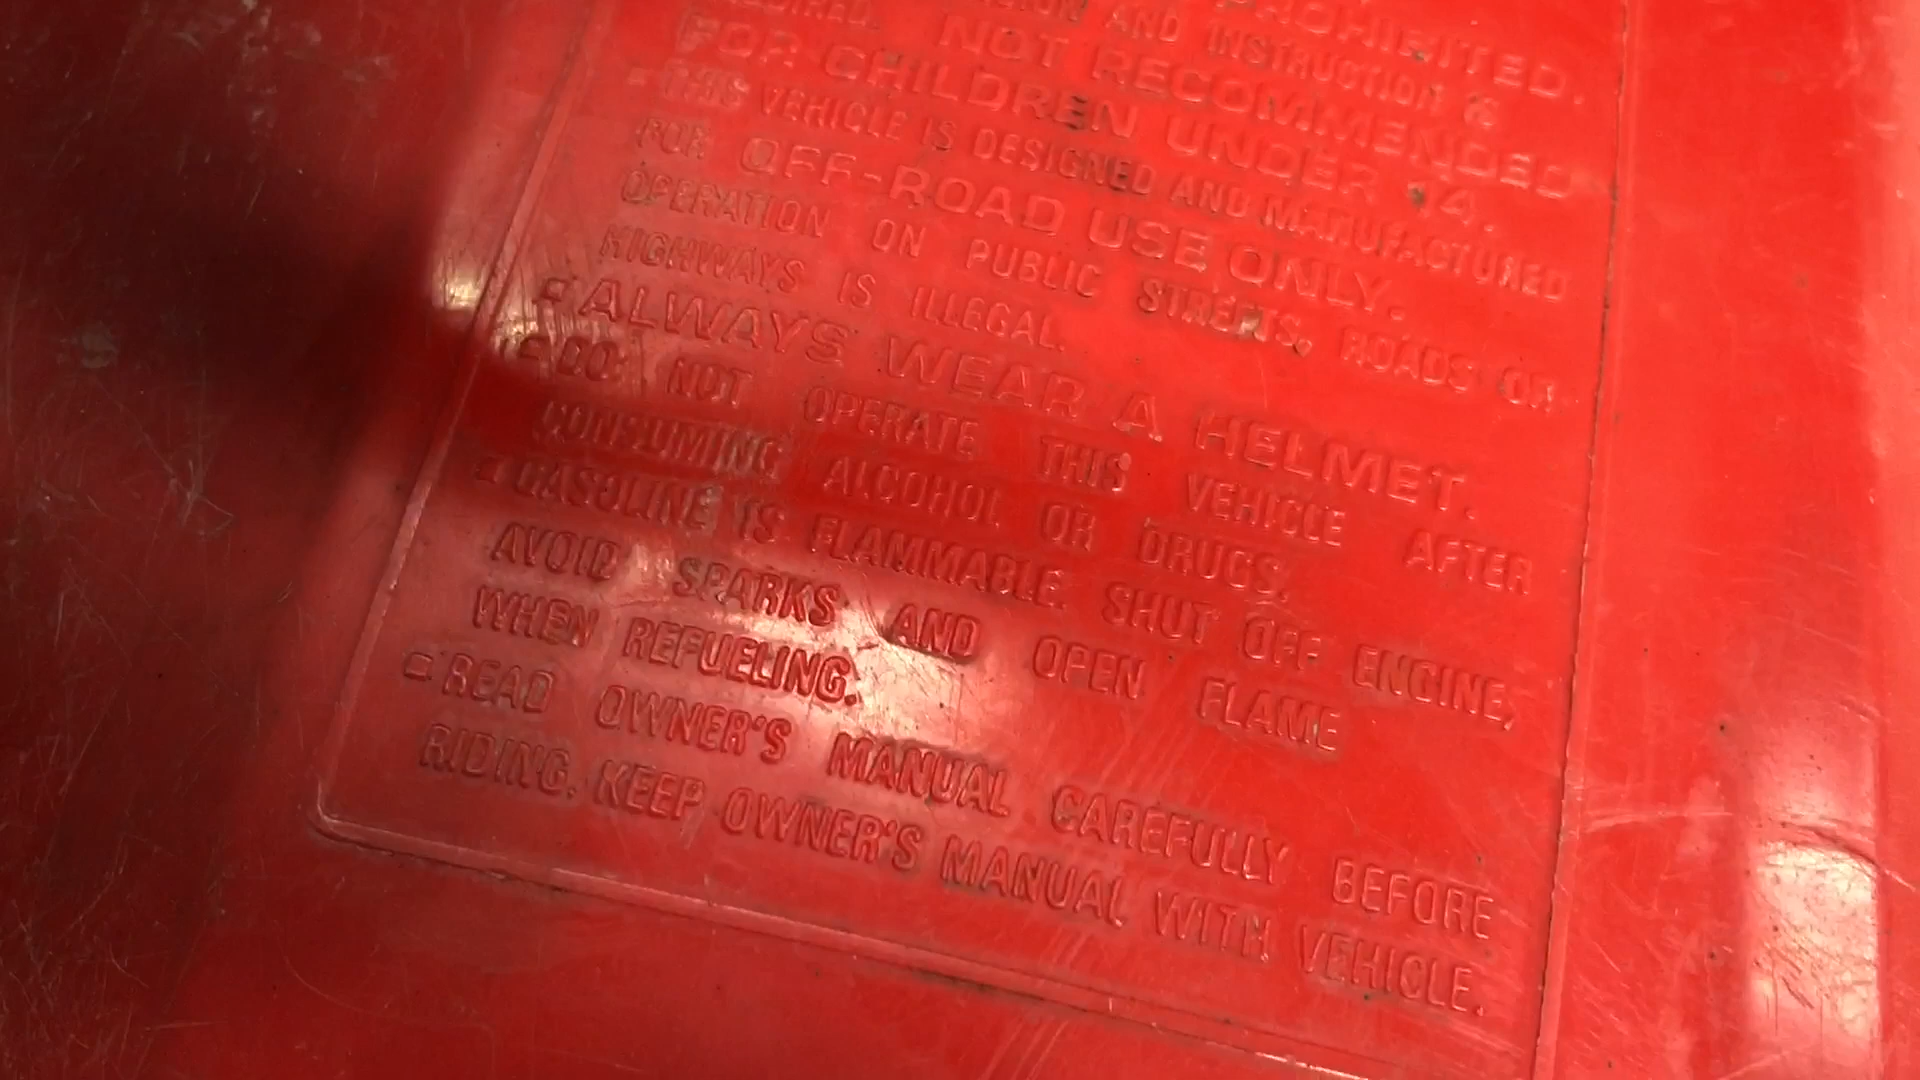 PROHIBITED.
AND INSTRUCTION &
NOT RECOMMENDED
FOR CHILDREN UNDER 14.
THIS VEHICLE IS DESIGNED AND MANUFACTURED
FOR OFF-ROAD USE ONLY.
OPERATION ON PUBLIC STREETS, ROADS OR
HIGHWAYS IS ILLEGAL.
ALWAYS WEAR A HELMET.
DO NOT OPERATE THIS VEHICLE AFTER
CONSUMING ALCOHOL OR DRUGS.
GASOLINE IS FLAMMABLE. SHUT OFF ENGINE,
AVOID SPARKS AND OPEN FLAME
WHEN REFUELING.
READ OWNER'S MANUAL CAREFULLY BEFORE
RIDING. KEEP OWNER'S MANUAL WITH VEHICLE.